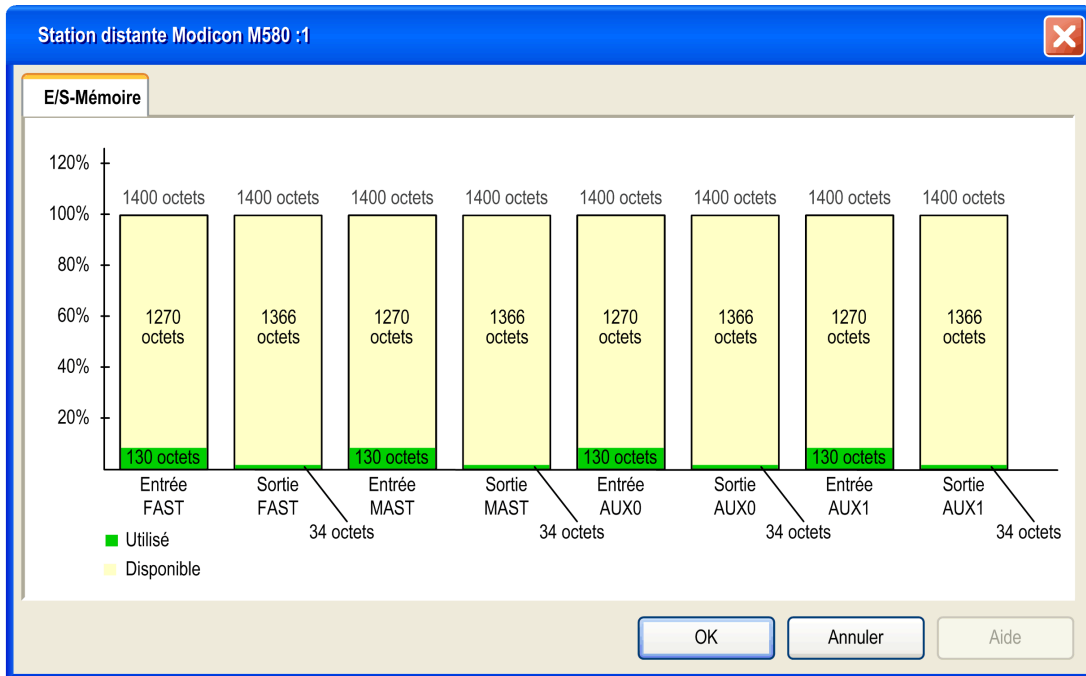 Station distante Modicon M580 :1
E/S-Mémoire
120%
1400 octets 1400 octets 1400 octets 1400 octets 1400 octets 1400 octets 1400 octets 1400 octets
100%
80%
60%
1270 octets
1366 octets
1270 octets
1366 octets
1270 octets
1366 octets
1270 octets
1366 octets
40%
20%
130 octets 130 octets 130 octets 130 octets
Entrée FAST
Sortie FAST
Entrée MAST
Sortie MAST
Entrée AUX0
Sortie AUX0
Entrée AUX1
Sortie AUX1
34 octets 34 octets 34 octets 34 octets
Utilisé
Disponible
OK Annuler Aide